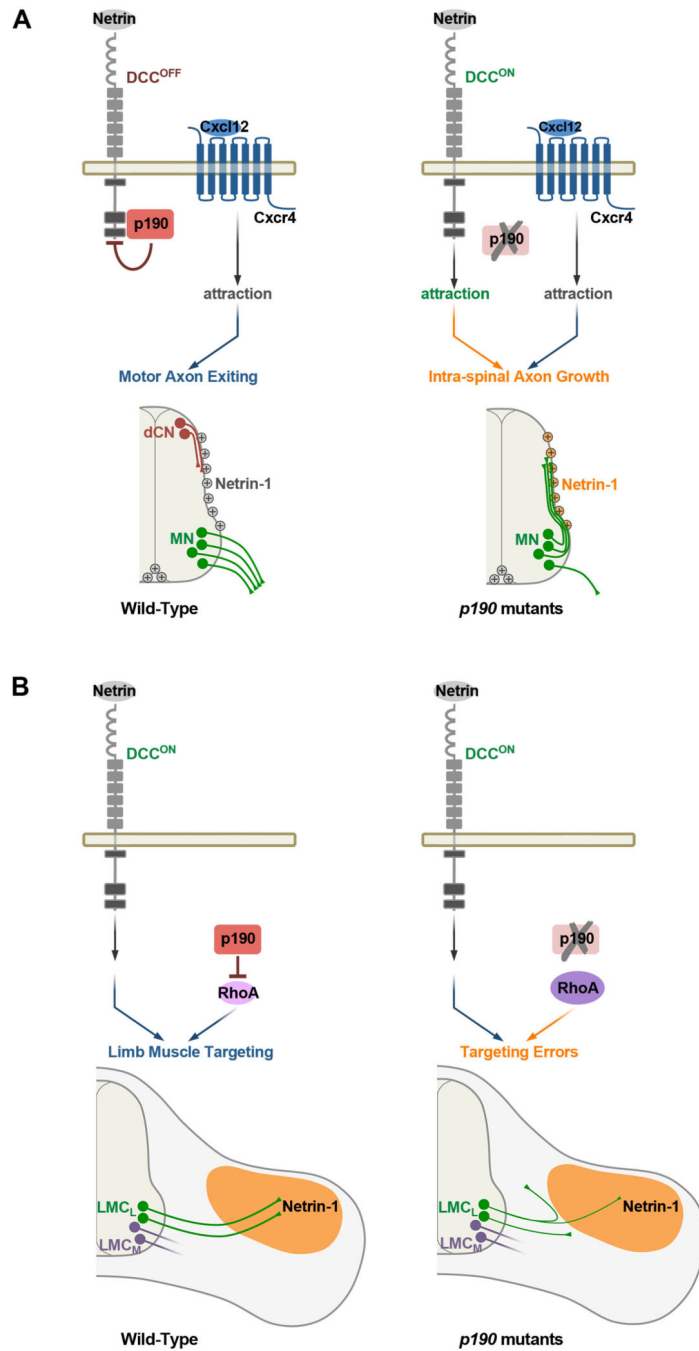 A
Netrin
Netrin
DCC^OFF
DCC^ON
Cxcl12
Cxcl12
p190
p190
Cxcr4
Cxcr4
attraction
attraction
attraction
Motor Axon Exiting
Intra-spinal Axon Growth
dCN
Netrin-1
Netrin-1
MN
MN
Wild-Type
p190 mutants
B
Netrin
Netrin
DCC^ON
DCC^ON
p190
p190
RhoA
RhoA
Limb Muscle Targeting
Targeting Errors
LMC_L
Netrin-1
LMC_L
Netrin-1
LMC_M
LMC_M
Wild-Type
p190 mutants